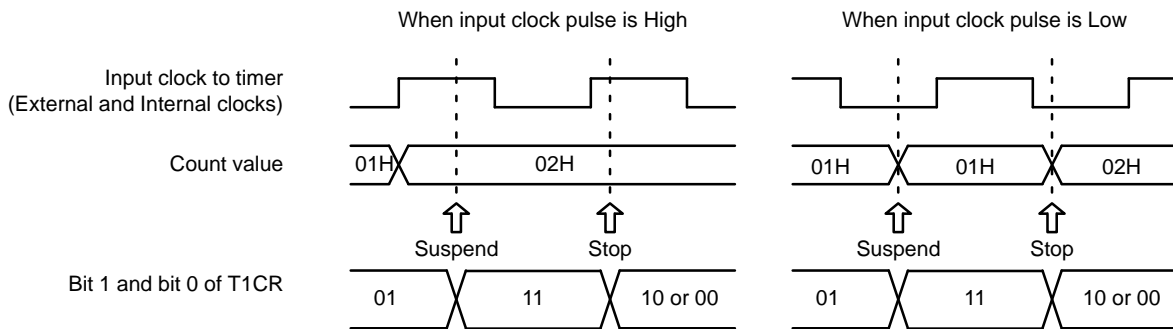 When input clock pulse is High
When input clock pulse is Low
Input clock to timer
(External and Internal clocks)
Count value
01H
02H
01H
01H
02H
Suspend
Stop
Suspend
Stop
Bit 1 and bit 0 of T1CR
01
11
10 or 00
01
11
10 or 00